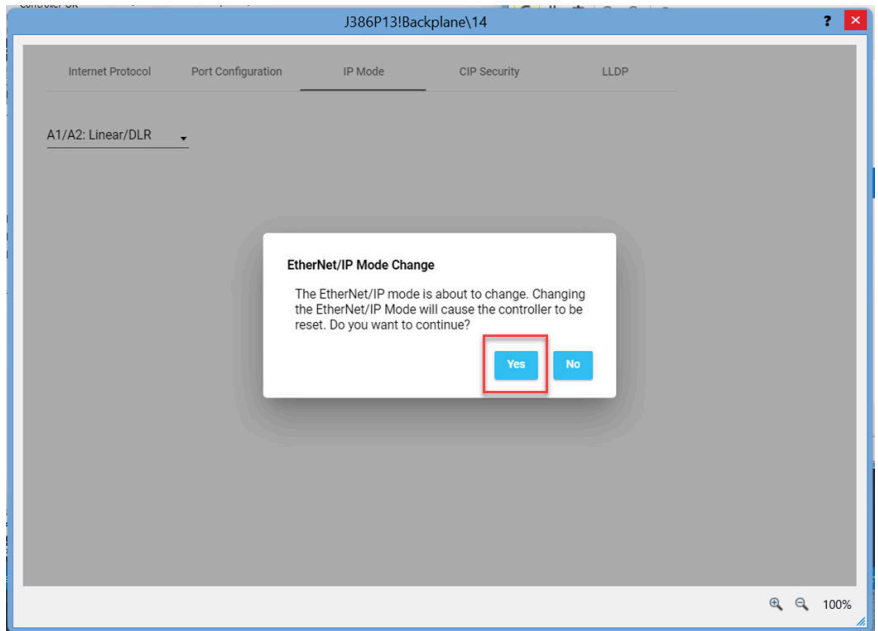 Controller OK
J386P13!Backplane\14
?
Internet Protocol Port Configuration IP Mode CIP Security LLDP
A1/A2: Linear/DLR
EtherNet/IP Mode Change
The EtherNet/IP mode is about to change. Changing
the EtherNet/IP Mode will cause the controller to be
reset. Do you want to continue?
Yes No
100%